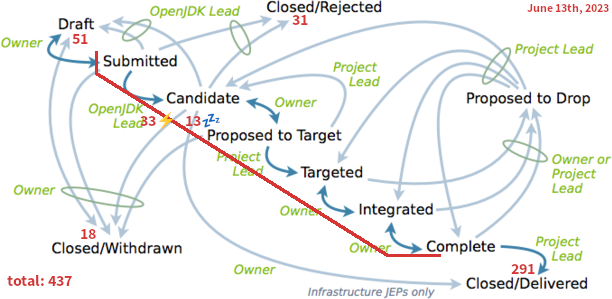 Closed/Rejected
June 13th, 2023
OpenJDK Lead
31
Draft
51
Owner
Submitted
Project Lead
Project
Lead
Candidate
Owner
Proposed to Drop
OpenJDK
Lead
33
13
zzz
Proposed to Target
Project
Lead
Targeted
Owner or
Project
Lead
Owner
Owner
Integrated
18
Closed/Withdrawn
Owner
Complete
Project
Lead
Owner
291
Closed/Delivered
total: 437
Infrastructure JEPs only